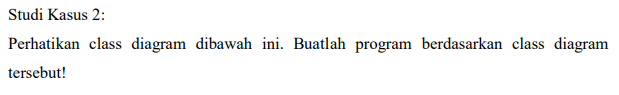 Studi Kasus 2:
Perhatikan class diagram dibawah ini. Buatlah program berdasarkan class diagram
tersebut!